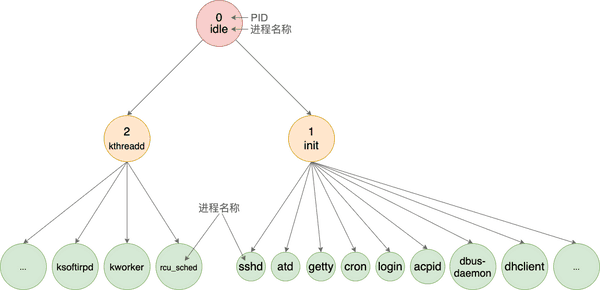 0
PID
idle
进程名称
2
kthreadd
1
init
进程名称
...
ksoftirpd
kworker
rcu_sched
sshd
atd
getty
cron
login
acpid
dbus-
daemon
dhclient
...